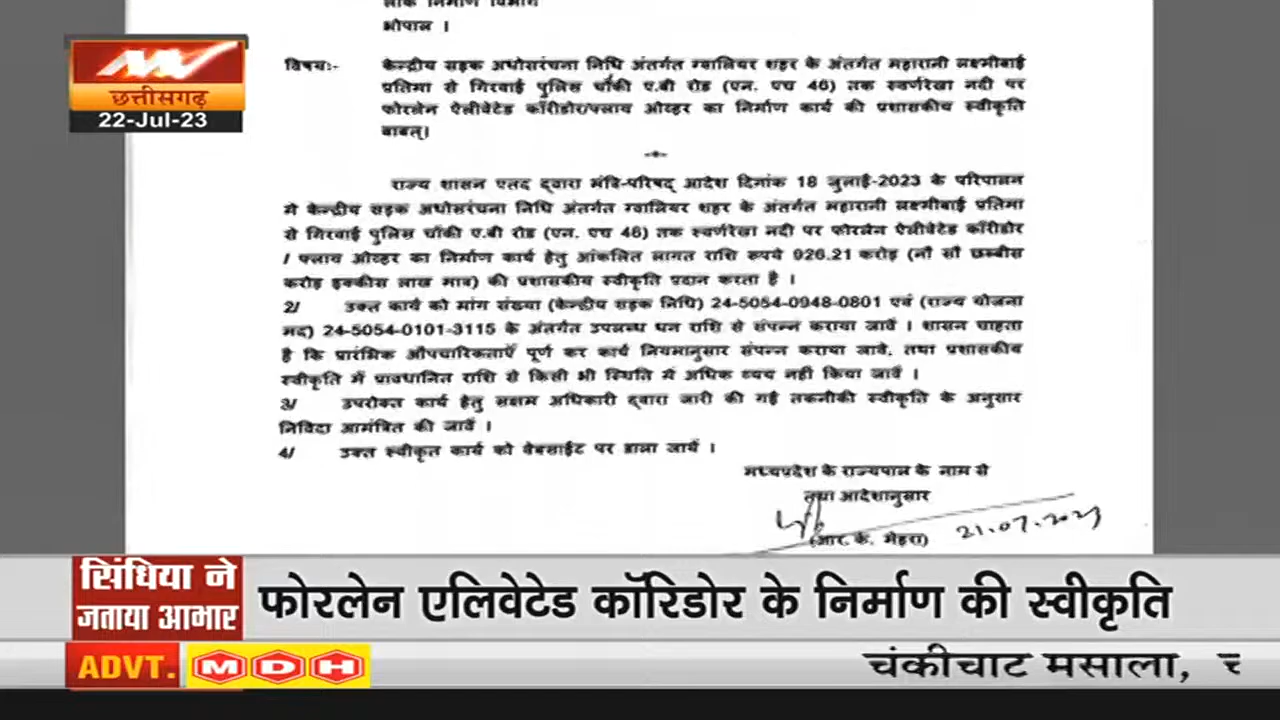 लोक निर्माण विभाग
भोपाल ।
छत्तीसगढ़
22-Jul-23
विषयः- केन्द्रीय सड़क अधोसंरचना निधि अंतर्गत ग्वालियर शहर के अंतर्गत महारानी लक्ष्मीबाई
प्रतिमा से गिरवाई पुलिस चौंकी ए.बी रोड (एन. एच 46) तक स्वर्णरेखा नदी पर
फोरलेन ऐलीवेटेड कॉरीडोर/फ्लाय ओव्हर का निर्माण कार्य की प्रशासकीय स्वीकृति
बाबत्।
राज्य शासन एतद द्वारा मंत्रि-परिषद् आदेश दिनांक 18 जुलाई-2023 के परिपालन
में केन्द्रीय सड़क अधोसंरचना निधि अंतर्गत ग्वालियर शहर के अंतर्गत महारानी लक्ष्मीबाई प्रतिमा
से गिरवाई पुलिस चौंकी ए.बी रोड (एन. एच 46) तक स्वर्णरेखा नदी पर फोरलेन ऐलीवेटेड कॉरीडोर
/ फ्लाय ओव्हर का निर्माण कार्य हेतु आंकलित लागत राशि रुपये 926.21 करोड़ (नौ सौ छब्बीस
करोड़ इक्कीस लाख मात्र) की प्रशासकीय स्वीकृति प्रदान करता है ।
2/ उक्त कार्य को मांग संख्या (केन्द्रीय सड़क निधि) 24-5054-0948-0801 एवं (राज्य योजना
मद) 24-5054-0101-3115 के अंतर्गत उपलब्ध धन राशि से संपन्न कराया जावें । शासन चाहता
है कि प्रारंभिक औपचारिकताएँ पूर्ण कर कार्य नियमानुसार संपन्न कराया जावे, तथा प्रशासकीय
स्वीकृति में प्रावधानित राशि से किसी भी स्थिति में अधिक व्यय नहीं किया जावें ।
3/ उपरोक्त कार्य हेतु सक्षम अधिकारी द्वारा जारी की गई तकनीकी स्वीकृति के अनुसार
निविदा आमंत्रित की जावें ।
4/ उक्त स्वीकृत कार्य को वेबसाईट पर डाला जायें ।
मध्यप्रदेश के राज्यपाल के नाम से
तथा आदेशानुसार
(आर. के. मेहरा) 21.07.2023
सिंधिया ने
जताया आभार
फोरलेन एलिवेटेड कॉरिडोर के निर्माण की स्वीकृति
ADVT. MDH चंकीचाट मसाला,